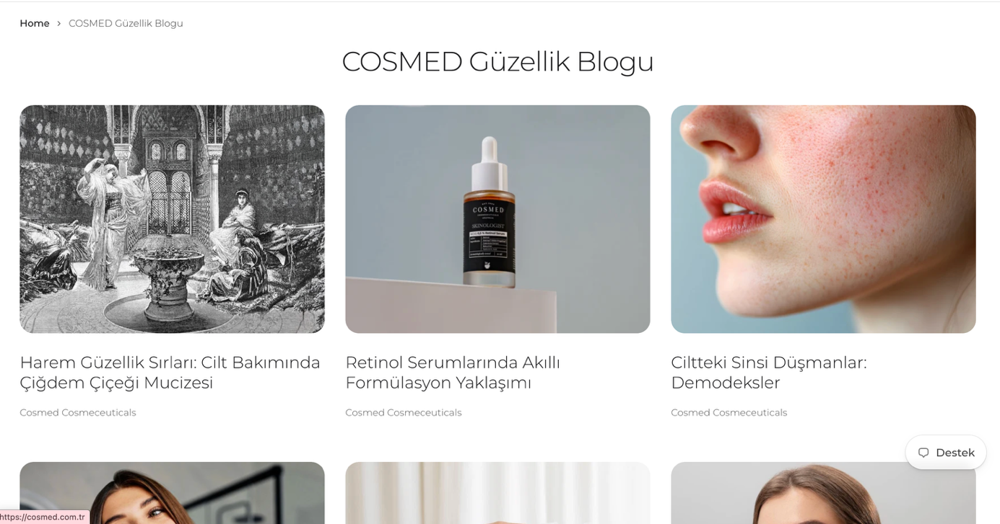 Home > COSMED Güzellik Blogu
COSMED Güzellik Blogu
COSMED
SKINOLOGIST
Harem Güzellik Sırları: Cilt Bakımında
Çiğdem Çiçeği Mucizesi
Cosmed Cosmeceuticals
Retinol Serumlarında Akıllı
Formülasyon Yaklaşımı
Cosmed Cosmeceuticals
Ciltteki Sinsi Düşmanlar:
Demodeksler
Cosmed Cosmeceuticals
Destek
https://cosmed.com.tr